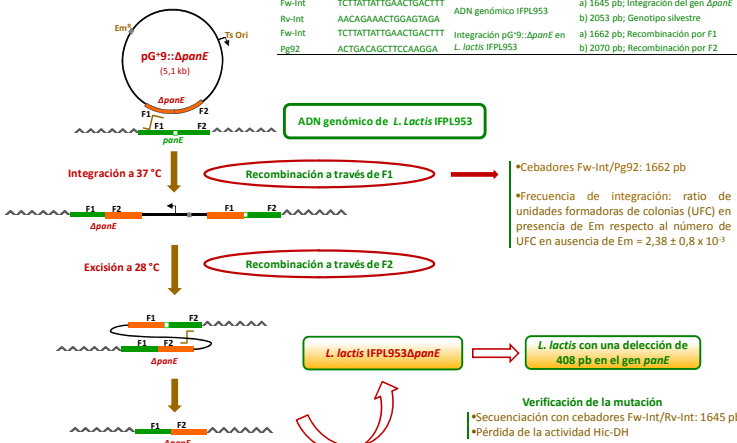 Fw-Int TCTTATTATTGAACTGACTTT ADN genómico IFPL953 a) 1645 pb; Integración del gen ΔpanE
Rv-Int AACAGAAACTGGAGTAGA b) 2053 pb; Genotipo silvestre
Fw-Int TCTTATTATTGAACTGACTTT Integración pG⁺9::ΔpanE en a) 1662 pb; Recombinación por F1
Pg92 ACTGACAGCTTCCAAGGA L. lactis IFPL953 b) 2070 pb; Recombinación por F2
Emᴿ
Ts Ori
pG⁺9::ΔpanE
(5,1 kb)
ΔpanE
F1 F2
F1 F2
panE
ADN genómico de L. Lactis IFPL953
Integración a 37 °C
Recombinación a través de F1
•Cebadores Fw-Int/Pg92: 1662 pb
•Frecuencia de integración: ratio de
unidades formadoras de colonias (UFC) en
presencia de Em respecto al número de
UFC en ausencia de Em = 2,38 ± 0,8 x 10⁻³
F1 F2 F1 F2
ΔpanE
Excisión a 28 °C
Recombinación a través de F2
F1 F2
F1 F2
ΔpanE
L. lactis IFPL953ΔpanE
L. lactis con una delección de
408 pb en el gen panE
Verificación de la mutación
•Secuenciación con cebadores Fw-Int/Rv-Int: 1645 pb
•Pérdida de la actividad Hic-DH
F1 F2
ΔpanE